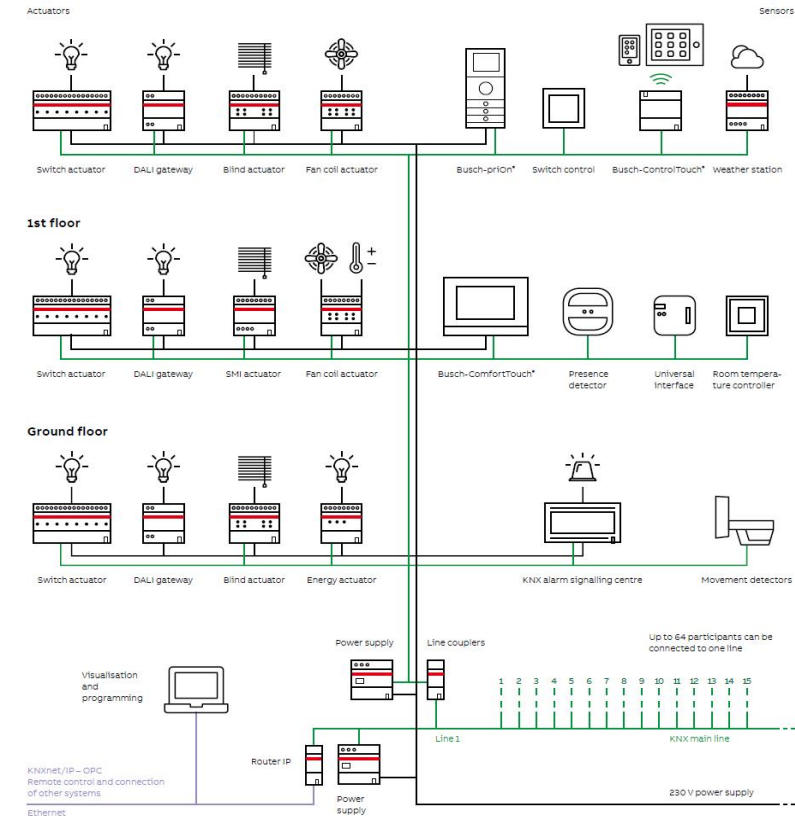 Actuators
Sensors
Switch actuator
DALI gateway
Blind actuator
Fan coil actuator
Busch-priOn®
Switch control
Busch-ControlTouch®
Weather station
1st floor
Switch actuator
DALI gateway
SMI actuator
Fan coil actuator
Busch-ComfortTouch®
Presence
detector
Universal
interface
Room tempera-
ture controller
Ground floor
Switch actuator
DALI gateway
Blind actuator
Energy actuator
KNX alarm signalling centre
Movement detectors
Power supply
Line couplers
Up to 64 participants can be
connected to one line
Visualisation
and
programming
1 2 3 4 5 6 7 8 9 10 11 12 13 14 15
Line 1
KNX main line
Router IP
KNXnet/IP – OPC
Remote control and connection
of other systems
Ethernet
Power
supply
230 V power supply